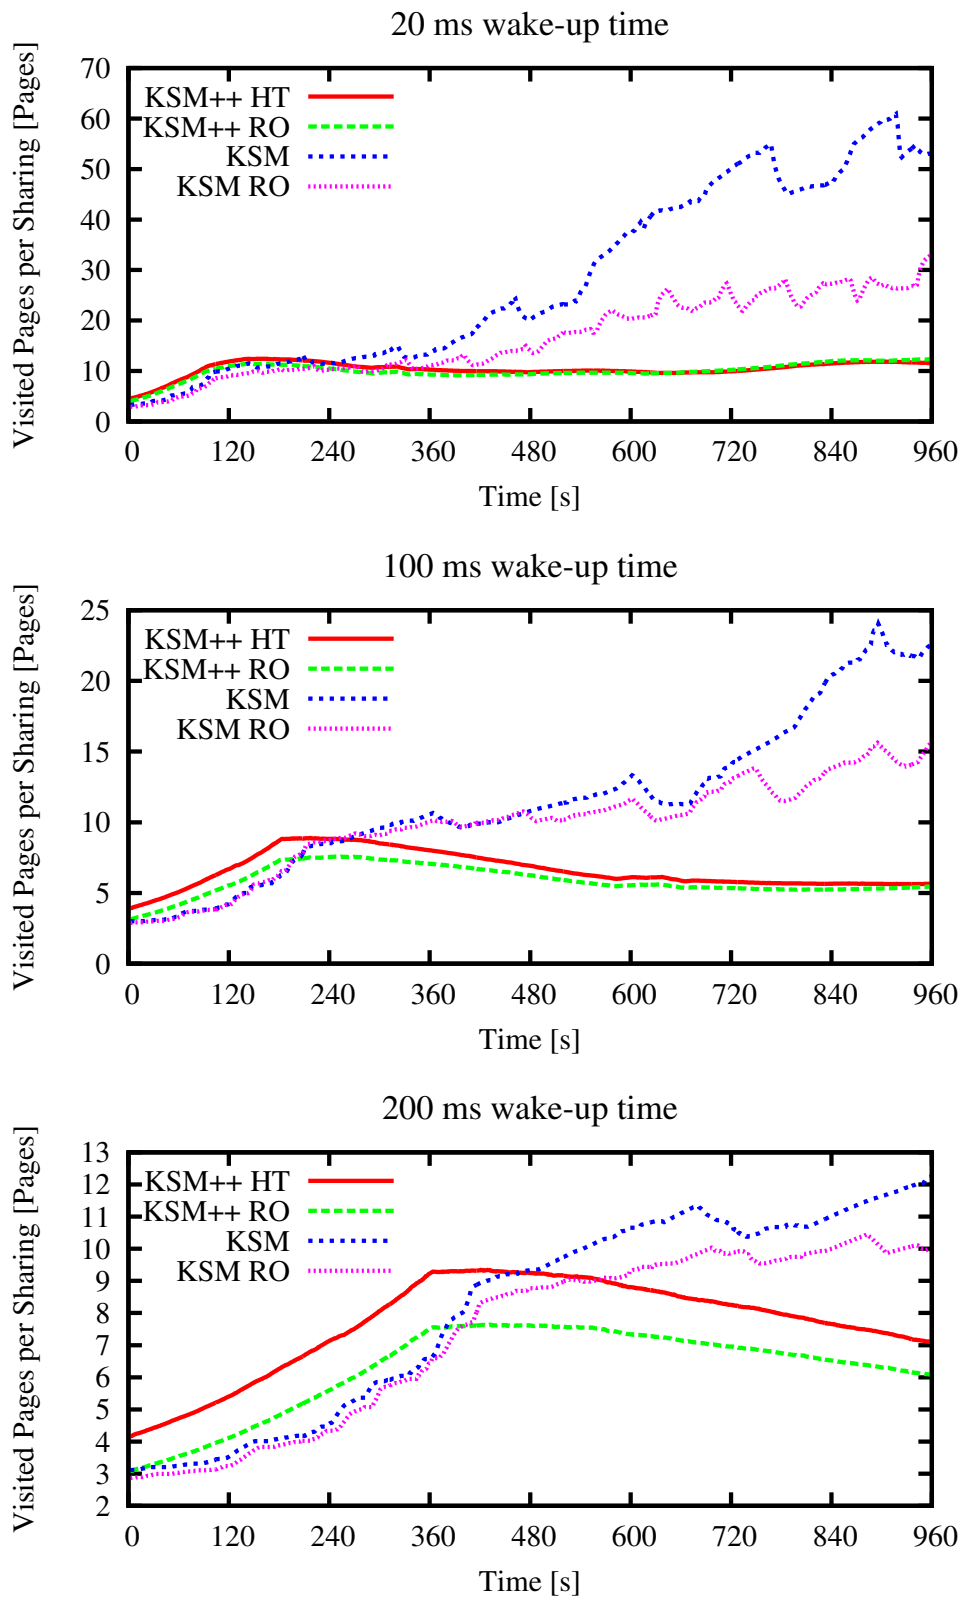 20 ms wake-up time
Visited Pages per Sharing [Pages]
70
60
50
40
30
20
10
0
KSM++ HT
KSM++ RO
KSM
KSM RO
0 120 240 360 480 600 720 840 960
Time [s]
100 ms wake-up time
Visited Pages per Sharing [Pages]
25
20
15
10
5
0
KSM++ HT
KSM++ RO
KSM
KSM RO
0 120 240 360 480 600 720 840 960
Time [s]
200 ms wake-up time
Visited Pages per Sharing [Pages]
13
12
11
10
9
8
7
6
5
4
3
2
KSM++ HT
KSM++ RO
KSM
KSM RO
0 120 240 360 480 600 720 840 960
Time [s]